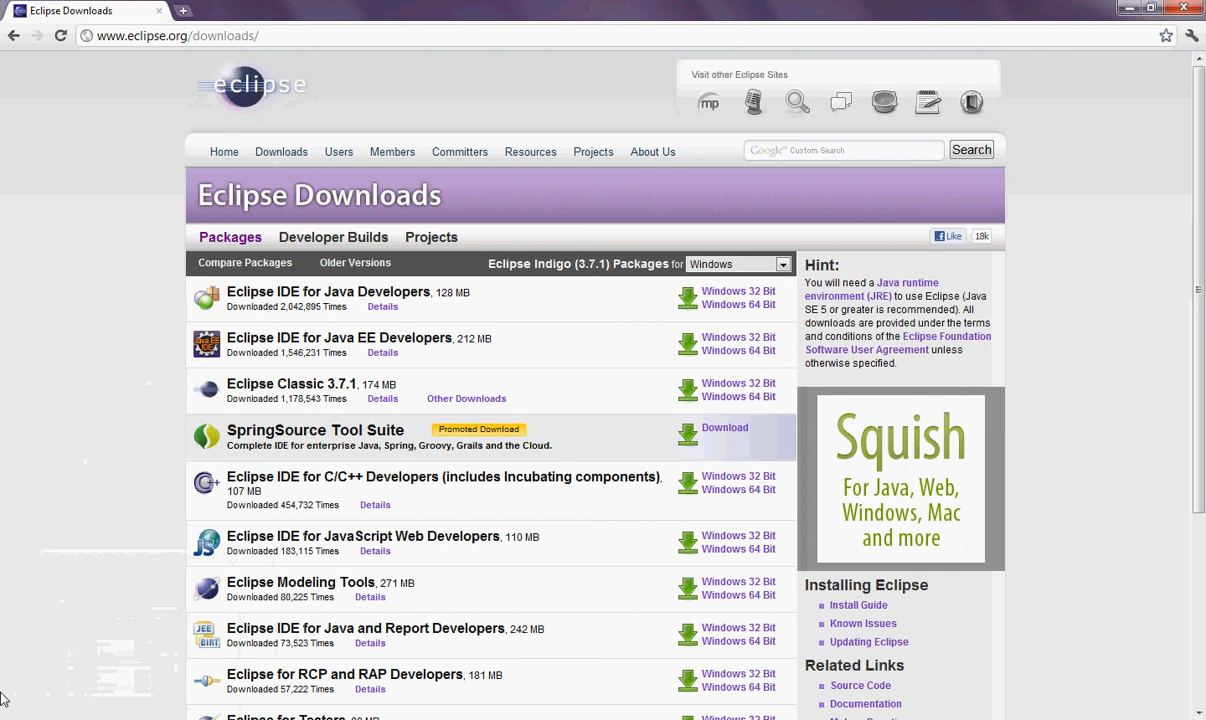 Eclipse Downloads
www.eclipse.org/downloads/
eclipse
Visit other Eclipse Sites
mp
Home Downloads Users Members Committers Resources Projects About Us
Google™ Custom Search
Search
Eclipse Downloads
Packages Developer Builds Projects
Like 18k
Compare Packages Older Versions Eclipse Indigo (3.7.1) Packages for Windows
Eclipse IDE for Java Developers, 128 MB
Downloaded 2,042,895 Times Details
Windows 32 Bit
Windows 64 Bit
Java EE
IDE
Eclipse IDE for Java EE Developers, 212 MB
Downloaded 1,546,231 Times Details
Windows 32 Bit
Windows 64 Bit
Eclipse Classic 3.7.1, 174 MB
Downloaded 1,178,543 Times Details Other Downloads
Windows 32 Bit
Windows 64 Bit
SpringSource Tool Suite Promoted Download
Complete IDE for enterprise Java, Spring, Groovy, Grails and the Cloud.
Download
C++
Eclipse IDE for C/C++ Developers (includes Incubating components),
107 MB
Downloaded 454,732 Times Details
Windows 32 Bit
Windows 64 Bit
JS
Eclipse IDE for JavaScript Web Developers, 110 MB
Downloaded 183,115 Times Details
Windows 32 Bit
Windows 64 Bit
Eclipse Modeling Tools, 271 MB
Downloaded 80,225 Times Details
Windows 32 Bit
Windows 64 Bit
JEE
BIRT
Eclipse IDE for Java and Report Developers, 242 MB
Downloaded 73,523 Times Details
Windows 32 Bit
Windows 64 Bit
Eclipse for RCP and RAP Developers, 181 MB
Downloaded 57,222 Times Details
Windows 32 Bit
Windows 64 Bit
Eclipse for Testers
Hint:
You will need a Java runtime
environment (JRE) to use Eclipse (Java
SE 5 or greater is recommended). All
downloads are provided under the terms
and conditions of the Eclipse Foundation
Software User Agreement unless
otherwise specified.
Squish
For Java, Web,
Windows, Mac
and more
Installing Eclipse
Install Guide
Known Issues
Updating Eclipse
Related Links
Source Code
Documentation